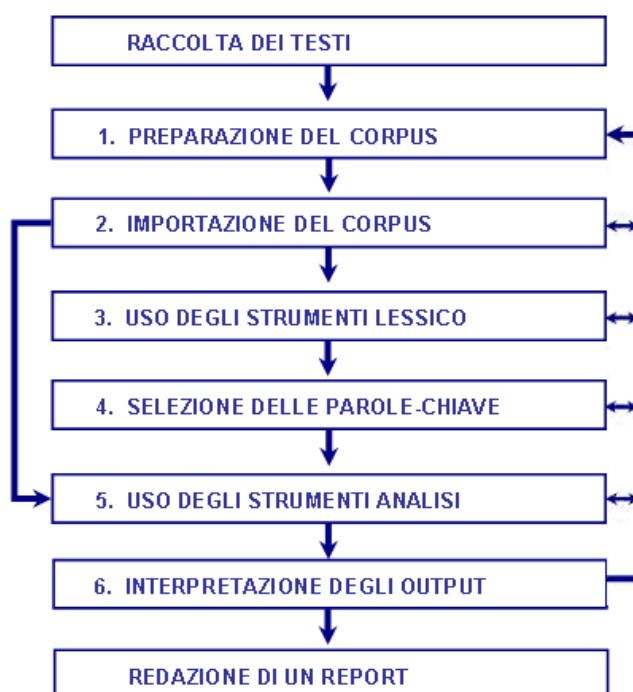 RACCOLTA DEI TESTI
1. PREPARAZIONE DEL CORPUS
2. IMPORTAZIONE DEL CORPUS
3. USO DEGLI STRUMENTI LESSICO
4. SELEZIONE DELLE PAROLE-CHIAVE
5. USO DEGLI STRUMENTI ANALISI
6. INTERPRETAZIONE DEGLI OUTPUT
REDAZIONE DI UN REPORT